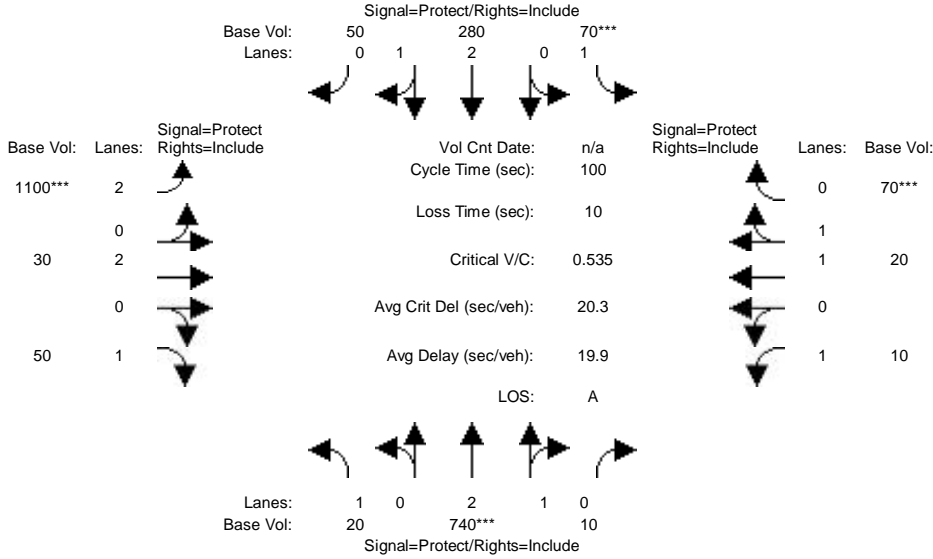 Signal=Protect/Rights=Include
Base Vol: 50 280 70***
Lanes: 0 1 2 0 1
Signal=Protect Signal=Protect
Base Vol: Lanes: Rights=Include Vol Cnt Date: n/a Rights=Include Lanes: Base Vol:
Cycle Time (sec): 100
1100*** 2 0 70***
Loss Time (sec): 10
0 1
30 2 Critical V/C: 0.535 1 20
0 Avg Crit Del (sec/veh): 20.3 0
50 1 Avg Delay (sec/veh): 19.9 1 10
LOS: A
Lanes: 1 0 2 1 0
Base Vol: 20 740*** 10
Signal=Protect/Rights=Include